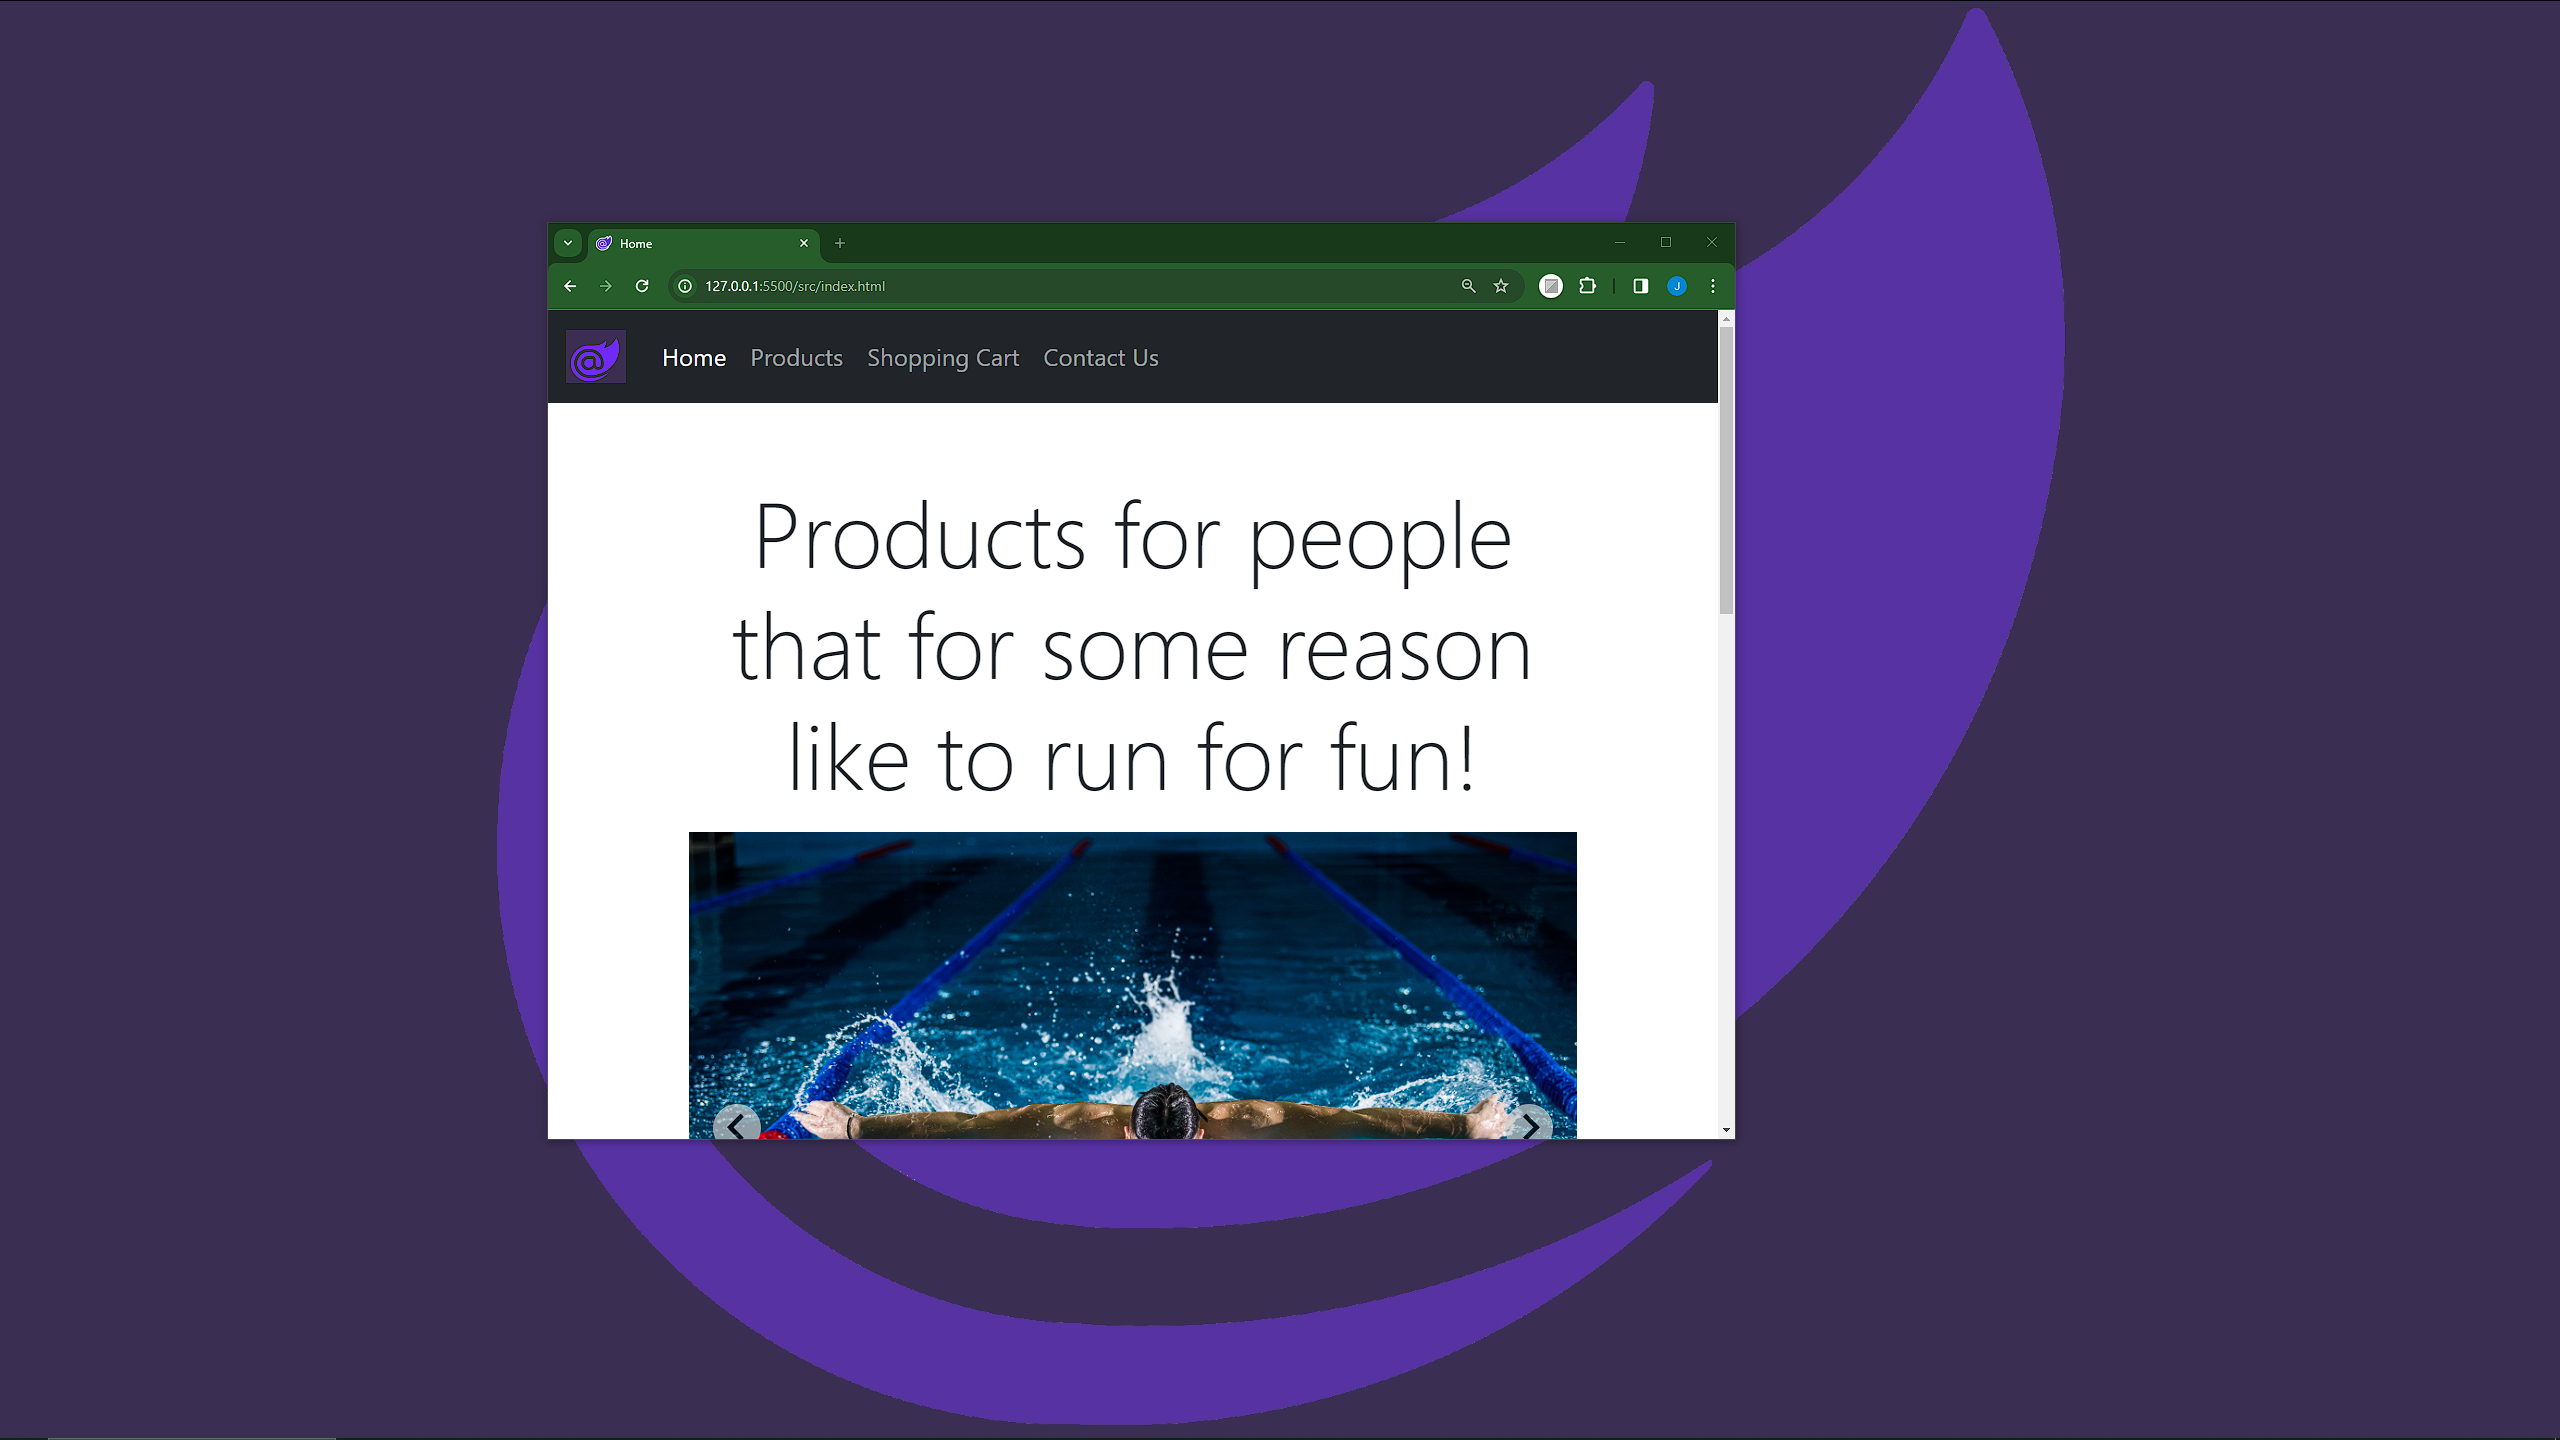 Home
127.0.0.1:5500/src/index.html
J
@
Home
Products
Shopping Cart
Contact Us
Products for people
that for some reason
like to run for fun!